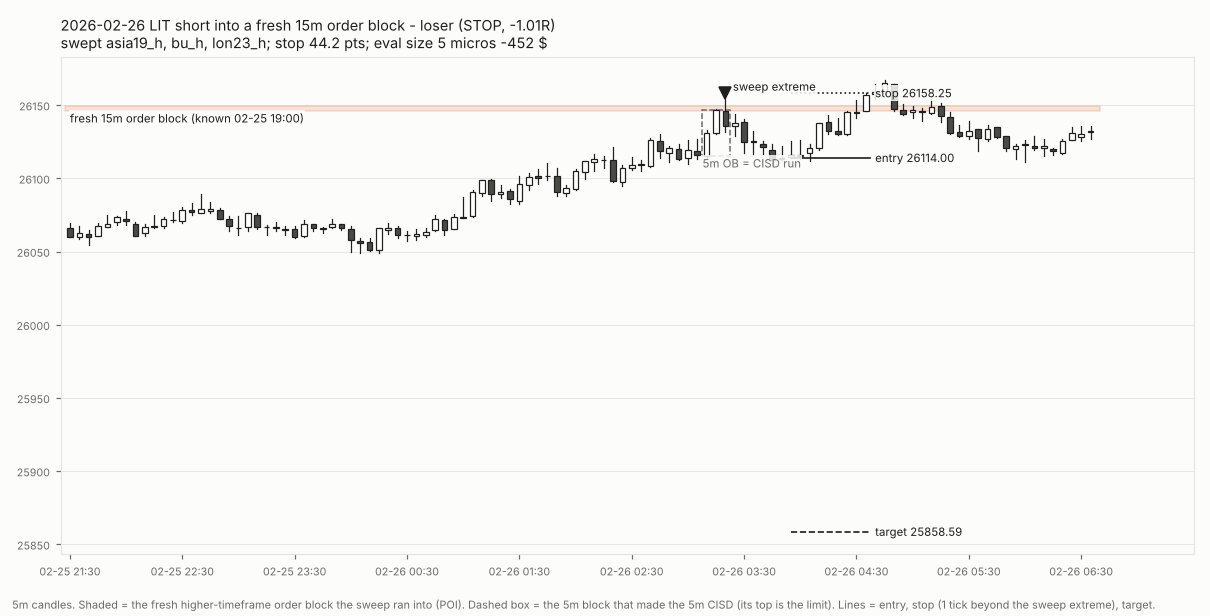 2026-02-26 LIT short into a fresh 15m order block - loser (STOP, -1.01R)
swept asia19_h, bu_h, lon23_h; stop 44.2 pts; eval size 5 micros -452 $
sweep extreme
stop 26158.25
26150
fresh 15m order block (known 02-25 19:00)
5m OB = CISD run
entry 26114.00
26100
26050
26000
25950
25900
target 25858.59
25850
02-25 21:30 02-25 22:30 02-25 23:30 02-26 00:30 02-26 01:30 02-26 02:30 02-26 03:30 02-26 04:30 02-26 05:30 02-26 06:30
5m candles. Shaded = the fresh higher-timeframe order block the sweep ran into (POI). Dashed box = the 5m block that made the 5m CISD (its top is the limit). Lines = entry, stop (1 tick beyond the sweep extreme), target.